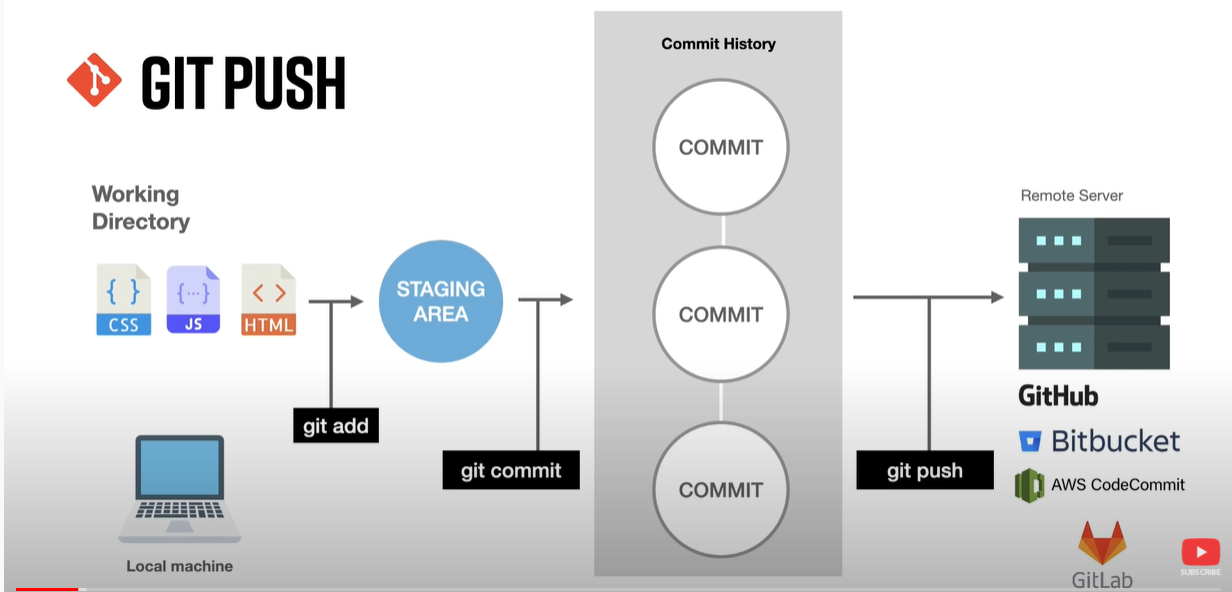 GIT PUSH
Commit History
COMMIT
COMMIT
COMMIT
Working
Directory
{ }
CSS
{...}
JS
< >
HTML
STAGING
AREA
git add
git commit
git push
Local machine
Remote Server
GitHub
Bitbucket
AWS CodeCommit
GitLab
SUBSCRIBE